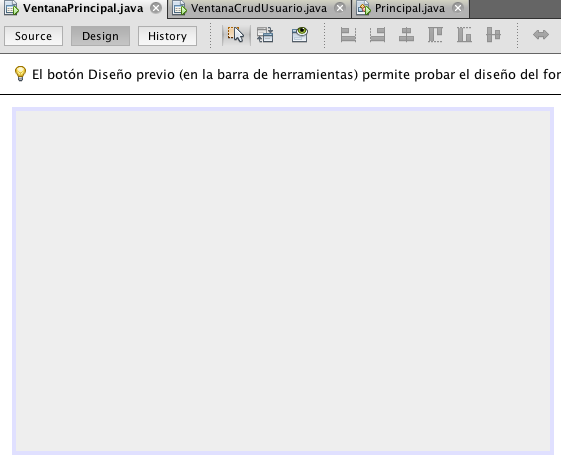 VentanaPrincipal.java VentanaCrudUsuario.java Principal.java
Source Design History
El botón Diseño previo (en la barra de herramientas) permite probar el diseño del for